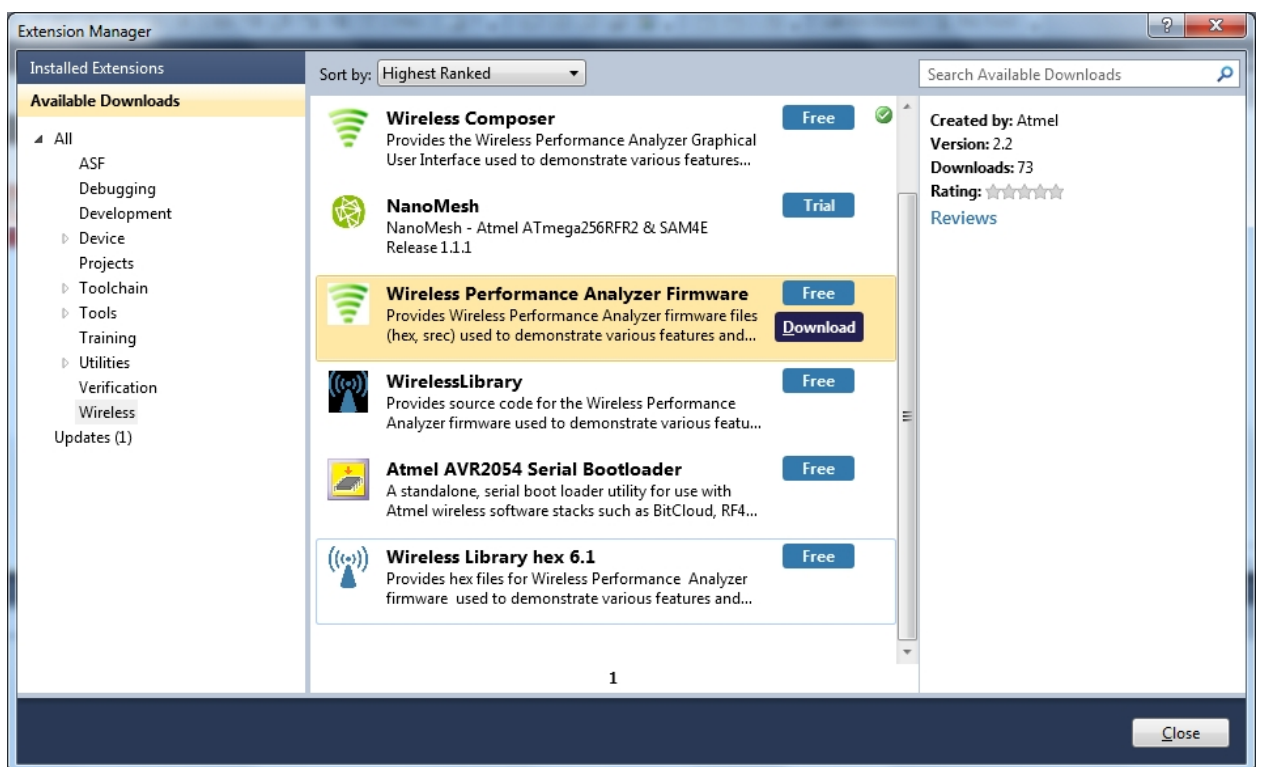 Extension Manager
Installed Extensions
Available Downloads
All
ASF
Debugging
Development
Device
Projects
Toolchain
Tools
Training
Utilities
Verification
Wireless
Updates (1)
Sort by: Highest Ranked
Wireless Composer
Free
Provides the Wireless Performance Analyzer Graphical
User Interface used to demonstrate various features...
NanoMesh
Trial
NanoMesh - Atmel ATmega256RFR2 & SAM4E
Release 1.1.1
Wireless Performance Analyzer Firmware
Free
Provides Wireless Performance Analyzer firmware files
(hex, srec) used to demonstrate various features and...
Download
WirelessLibrary
Free
Provides source code for the Wireless Performance
Analyzer firmware used to demonstrate various featu...
Atmel AVR2054 Serial Bootloader
Free
A standalone, serial boot loader utility for use with
Atmel wireless software stacks such as BitCloud, RF4...
Wireless Library hex 6.1
Free
Provides hex files for Wireless Performance Analyzer
firmware used to demonstrate various features and...
1
Search Available Downloads
Created by: Atmel
Version: 2.2
Downloads: 73
Rating:
Reviews
Close